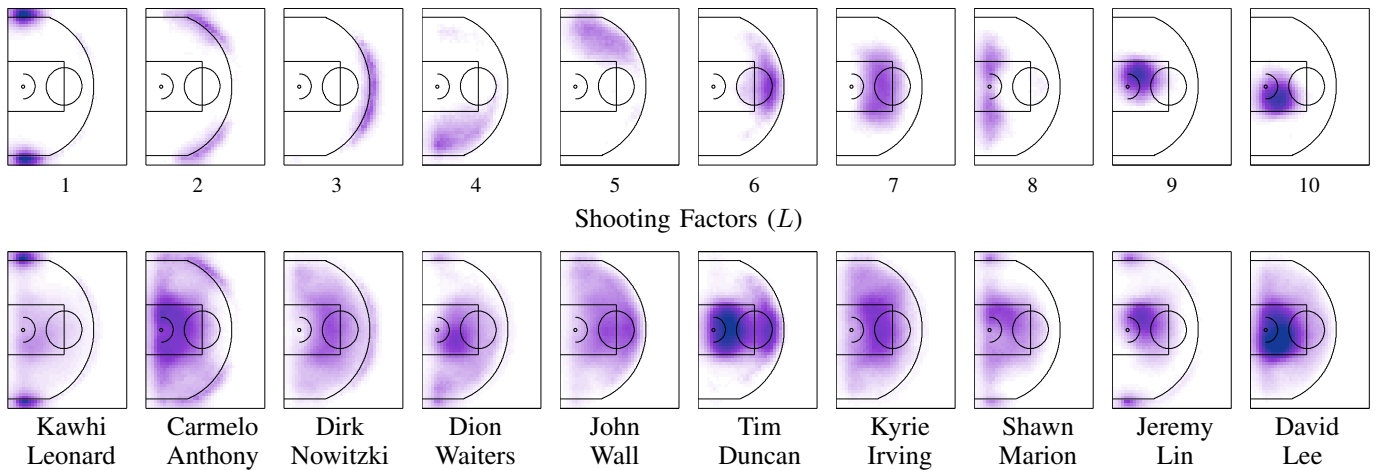 1 2 3 4 5 6 7 8 9 10
Shooting Factors (L)
Kawhi Carmelo Dirk Dion John Tim Kyrie Shawn Jeremy David
Leonard Anthony Nowitzki Waiters Wall Duncan Irving Marion Lin Lee